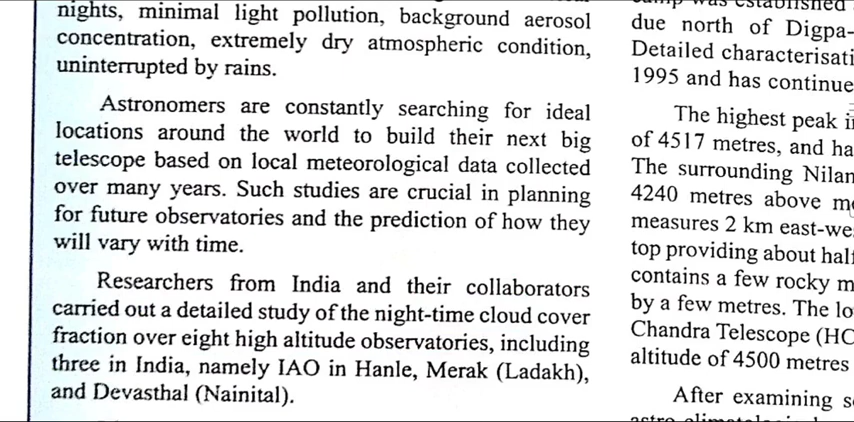 nights, minimal light pollution, background aerosol
concentration, extremely dry atmospheric condition,
uninterrupted by rains.
Astronomers are constantly searching for ideal
locations around the world to build their next big
telescope based on local meteorological data collected
over many years. Such studies are crucial in planning
for future observatories and the prediction of how they
will vary with time.
Researchers from India and their collaborators
carried out a detailed study of the night-time cloud cover
fraction over eight high altitude observatories, including
three in India, namely IAO in Hanle, Merak (Ladakh),
and Devasthal (Nainital).
camp was established
due north of Digpa-
Detailed characterisati
1995 and has continue
The highest peak i
of 4517 metres, and ha
The surrounding Nilan
4240 metres above m
measures 2 km east-we
top providing about half
contains a few rocky m
by a few metres. The lo
Chandra Telescope (HC
altitude of 4500 metres
After examining s